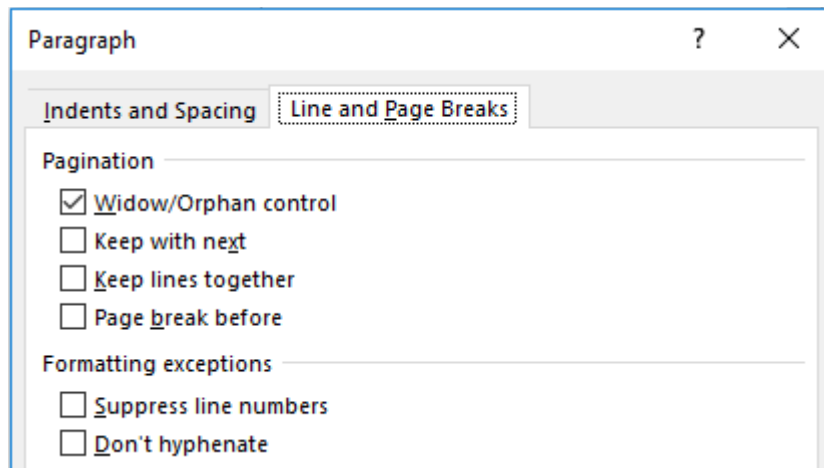 Paragraph ?
Indents and Spacing Line and Page Breaks
Pagination
Widow/Orphan control
Keep with next
Keep lines together
Page break before
Formatting exceptions
Suppress line numbers
Don't hyphenate